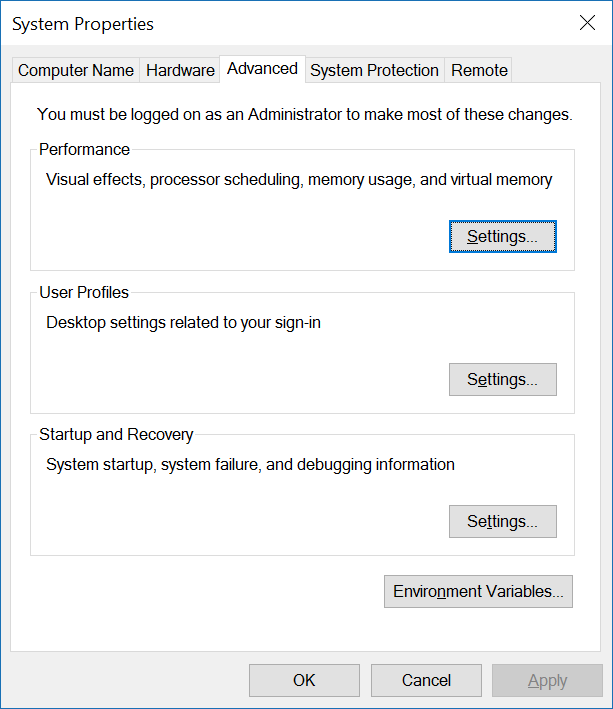 System Properties
Computer Name Hardware Advanced System Protection Remote
You must be logged on as an Administrator to make most of these changes.
Performance
Visual effects, processor scheduling, memory usage, and virtual memory
Settings...
User Profiles
Desktop settings related to your sign-in
Settings...
Startup and Recovery
System startup, system failure, and debugging information
Settings...
Environment Variables...
OK Cancel Apply